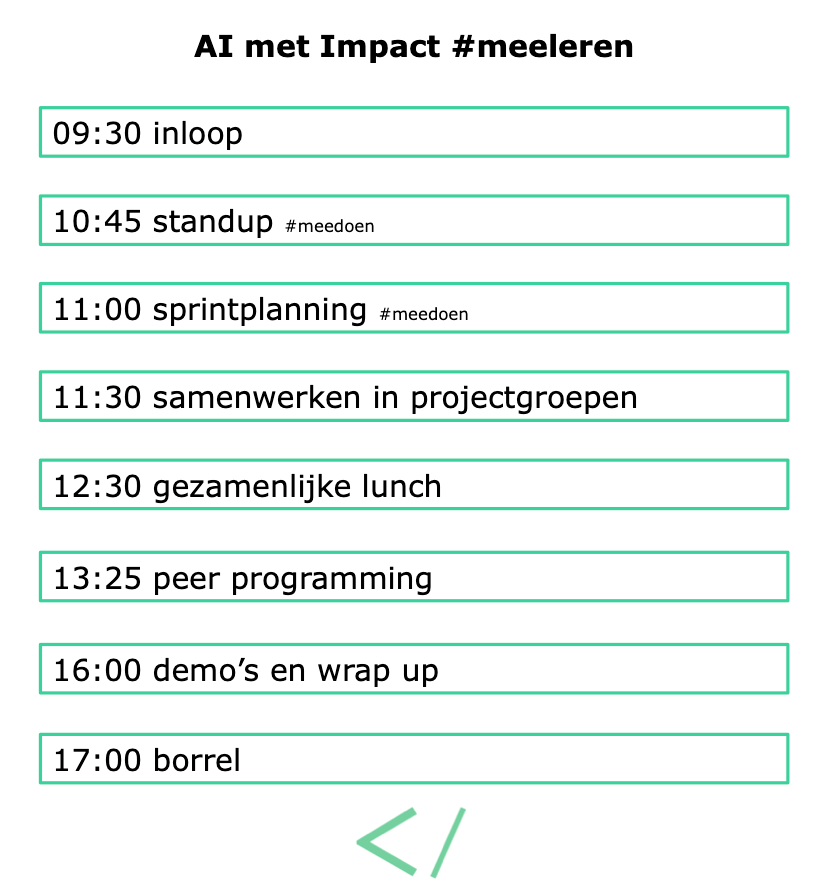 AI met Impact #meeleren
09:30 inloop
10:45 standup #meedoen
11:00 sprintplanning #meedoen
11:30 samenwerken in projectgroepen
12:30 gezamenlijke lunch
13:25 peer programming
16:00 demo’s en wrap up
17:00 borrel
</